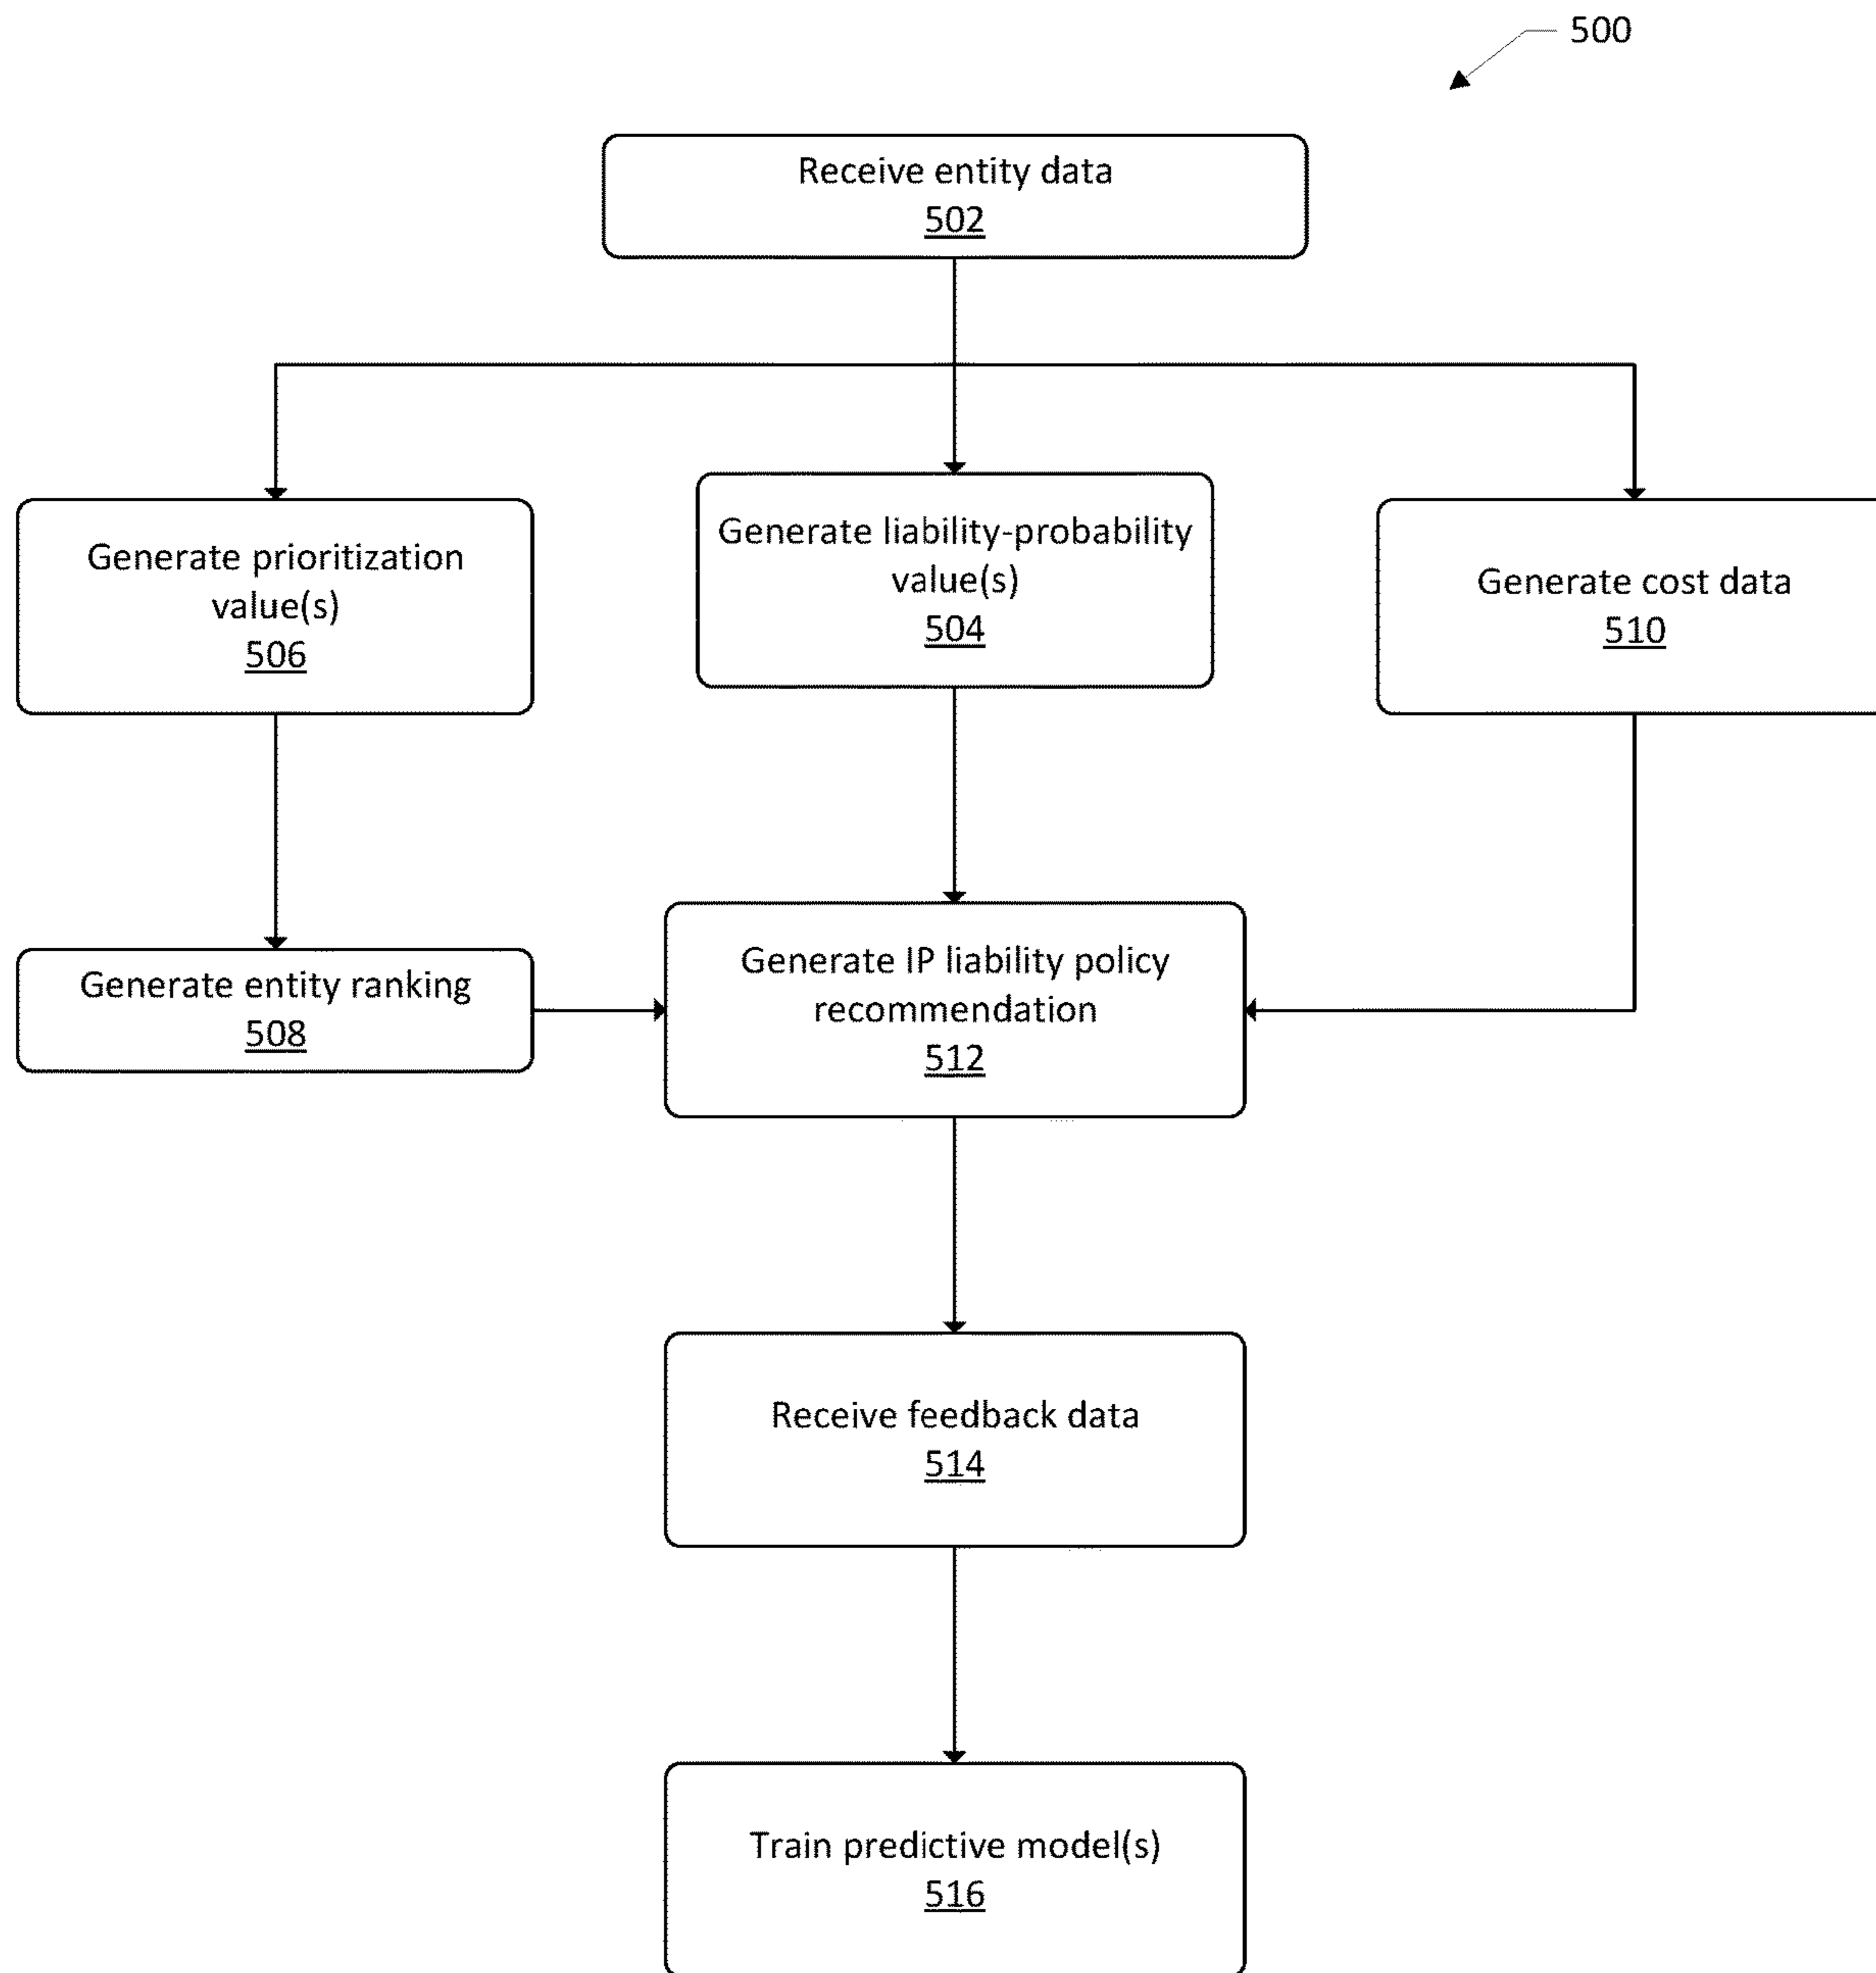 500
Receive entity data
502
Generate prioritization
value(s)
506
Generate liability-probability
value(s)
504
Generate cost data
510
Generate entity ranking
508
Generate IP liability policy
recommendation
512
Receive feedback data
514
Train predictive model(s)
516